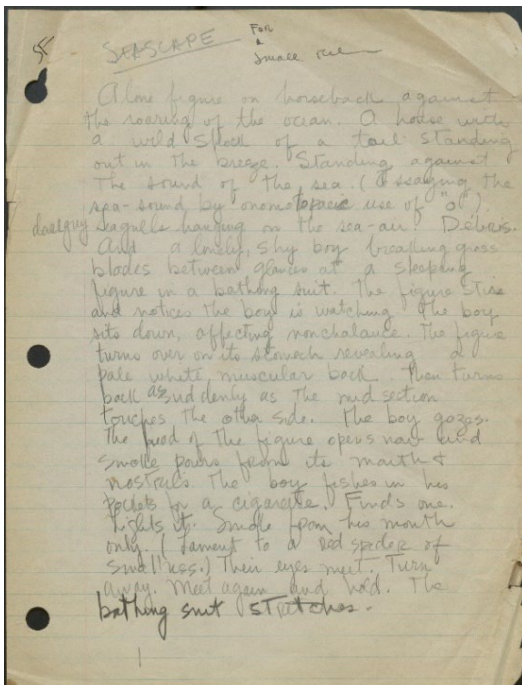 SEASCAPE For
a
small
A lone figure on horseback against
the roaring of the ocean. A house with
a wild shock of a tail standing
out in the breeze. Standing against
the sound of the sea. ( the
sea-sound by onomotopaeic use of "o")
Seagulls hanging on the sea-air. Debris.
And a lonely, shy boy breaking grass
blades between glances at a sleeping
figure in a bathing suit. The figure stirs
and notices the boy is watching. The boy
sits down, affecting nonchalance. The figure
turns over on its stomach revealing a
pale white, muscular back. Then turns
back as suddenly as the mid section
touches the other side. The boy gazes.
The head of the figure opens now and
smoke pours from its mouth &
nostrils. The boy fishes in his
pockets for a cigarette. Finds one.
Lights it. Smoke from his mouth
only. (Lament to a red spider of
smallness.) Their eyes meet. Turn
away. Meet again and hold. The
bathing suit stretches.